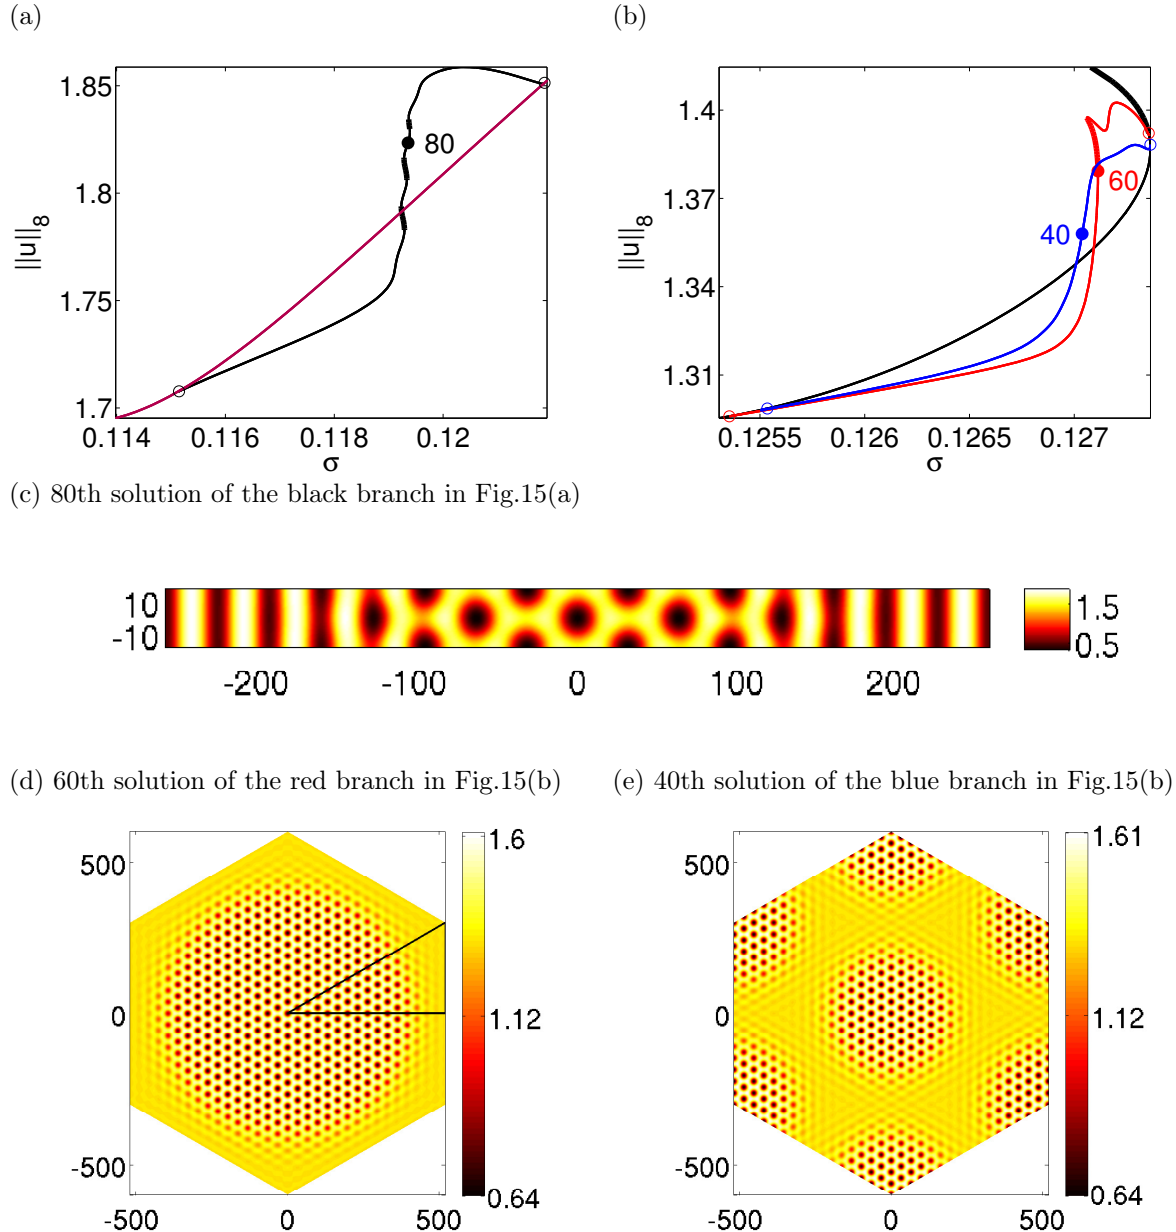 (a)
(b)
||u||8
1.85
1.8
1.75
1.7
80
0.114 0.116 0.118 0.12
σ
||u||8
1.4
1.37
1.34
1.31
60
40
0.1255 0.126 0.1265 0.127
σ
(c) 80th solution of the black branch in Fig.15(a)
10
-10
-200 -100 0 100 200
1.5
0.5
(d) 60th solution of the red branch in Fig.15(b)
(e) 40th solution of the blue branch in Fig.15(b)
500
0
-500
-500 0 500
1.6
1.12
0.64
500
0
-500
-500 0 500
1.61
1.12
0.64